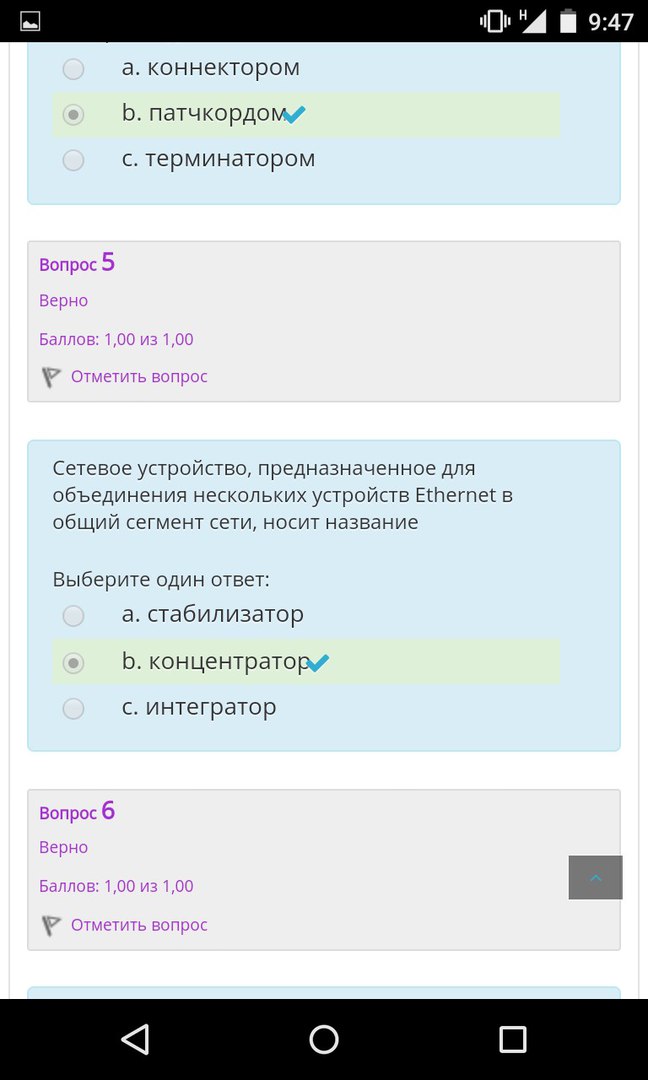 H 9:47
a. коннектором
b. патчкордом
c. терминатором
Вопрос 5
Верно
Баллов: 1,00 из 1,00
Отметить вопрос
Сетевое устройство, предназначенное для
объединения нескольких устройств Ethernet в
общий сегмент сети, носит название
Выберите один ответ:
a. стабилизатор
b. концентратор
c. интегратор
Вопрос 6
Верно
Баллов: 1,00 из 1,00
Отметить вопрос